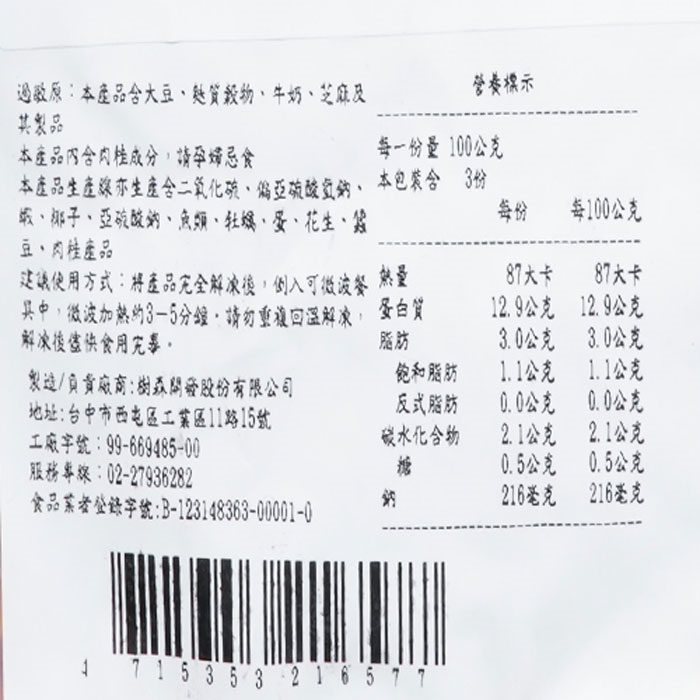 過敏原：本產品含大豆、麩質穀物、牛奶、芝麻及
其製品
本產品內含肉桂成分，請孕婦忌食
本產品生產線亦生產含二氧化硫、偏亞硫酸氫鈉、
蝦、椰子、亞硫酸鈉、魚類、牡蠣、蛋、花生、蠶
豆、肉桂產品
建議使用方式：將產品完全解凍後，倒入可微波餐
具中，微波加熱約3-5分鐘。請勿重複回溫解凍，
解凍後儘快食用完畢。
製造/負責廠商:樹森開發股份有限公司
地址:台中市西屯區工業區11路15號
工廠字號：99-669485-00
服務專線：02-27936282
食品業者登錄字號:B-123148363-00001-0
營養標示
每一份量 100公克
本包裝含 3份
每份 每100公克
熱量 87大卡 87大卡
蛋白質 12.9公克 12.9公克
脂肪 3.0公克 3.0公克
飽和脂肪 1.1公克 1.1公克
反式脂肪 0.0公克 0.0公克
碳水化合物 2.1公克 2.1公克
糖 0.5公克 0.5公克
鈉 216毫克 216毫克
4 715353 216577